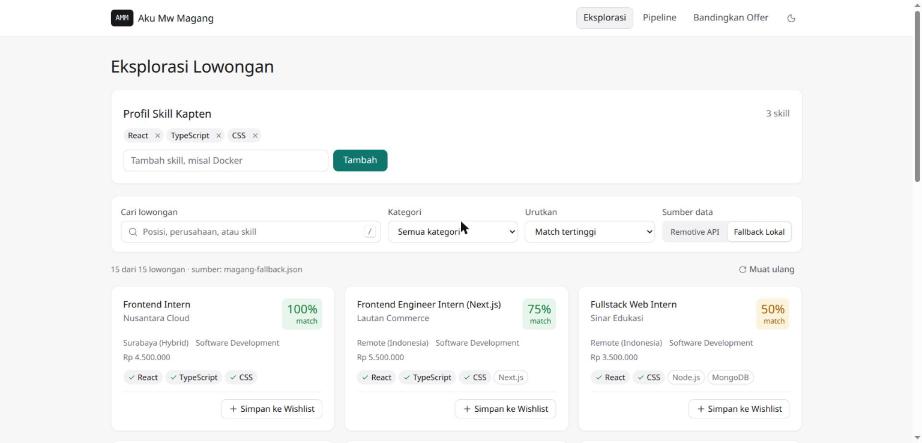 AMM Aku Mw Magang Eksplorasi Pipeline Bandingkan Offer
Eksplorasi Lowongan
Profil Skill Kapten 3 skill
React × TypeScript × CSS ×
Tambah skill, misal Docker Tambah
Cari lowongan Kategori Urutkan Sumber data
Posisi, perusahaan, atau skill / Semua kategori Match tertinggi Remotive API Fallback Lokal
15 dari 15 lowongan · sumber: magang-fallback.json Muat ulang
Frontend Intern
Nusantara Cloud
100%
match
Surabaya (Hybrid) Software Development
Rp 4.500.000
✓ React ✓ TypeScript ✓ CSS
+ Simpan ke Wishlist
Frontend Engineer Intern (Next.js)
Lautan Commerce
75%
match
Remote (Indonesia) Software Development
Rp 5.500.000
✓ React ✓ TypeScript ✓ CSS Next.js
+ Simpan ke Wishlist
Fullstack Web Intern
Sinar Edukasi
50%
match
Remote (Indonesia) Software Development
Rp 3.500.000
✓ React ✓ CSS Node.js MongoDB
+ Simpan ke Wishlist